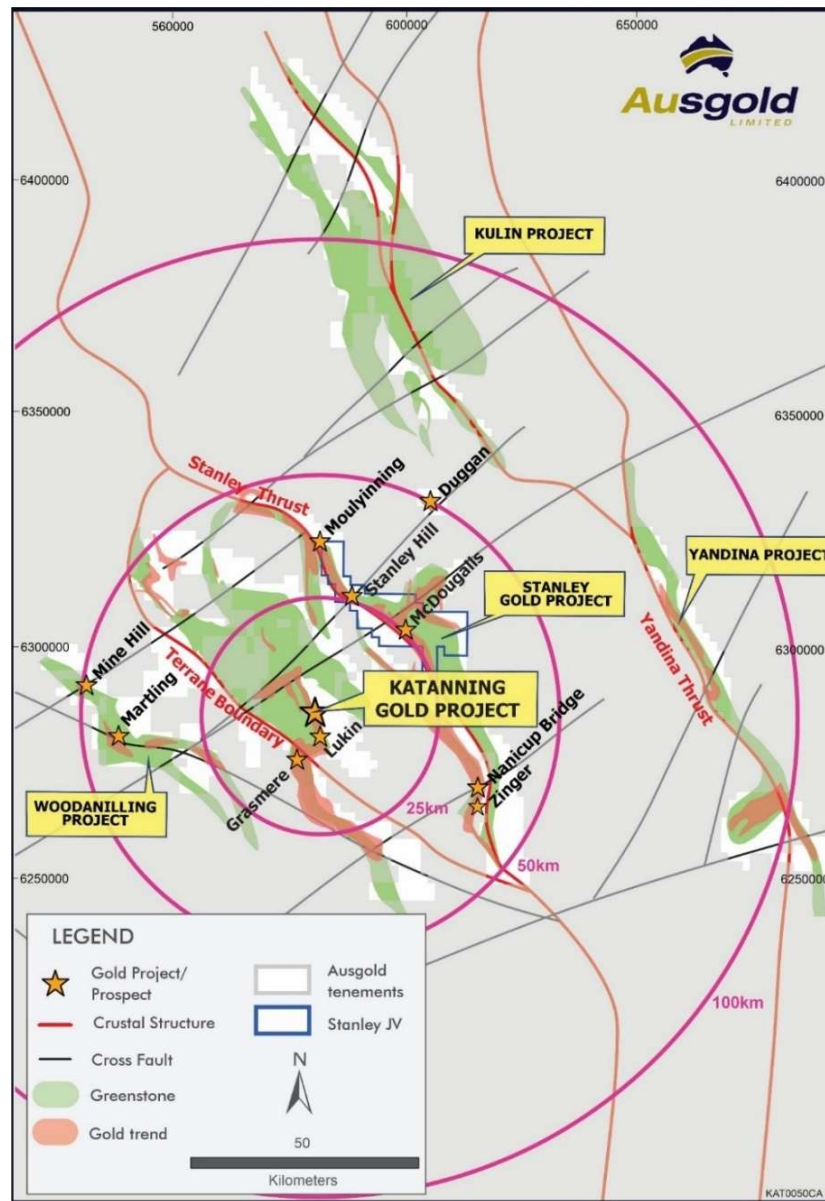 560000
600000
650000
Ausgold
LIMITED
6400000
6400000
KULIN PROJECT
6350000
6350000
Stanley Thrust
Moulyinning
Duggan
Stanley Hill
McDougalls
STANLEY
GOLD PROJECT
YANDINA PROJECT
6300000
6300000
Mine Hill
Martling
Terrane Boundary
KATANNING
GOLD PROJECT
Yandina Thrust
Lukin
Grasmere
Nanicup Bridge
Zinger
WOODANILLING
PROJECT
25km
50km
100km
6250000
6250000
LEGEND
Gold Project/
Prospect
Crustal Structure
Cross Fault
Greenstone
Gold trend
Ausgold
tenements
Stanley JV
N
50
Kilometers
KAT0050CA